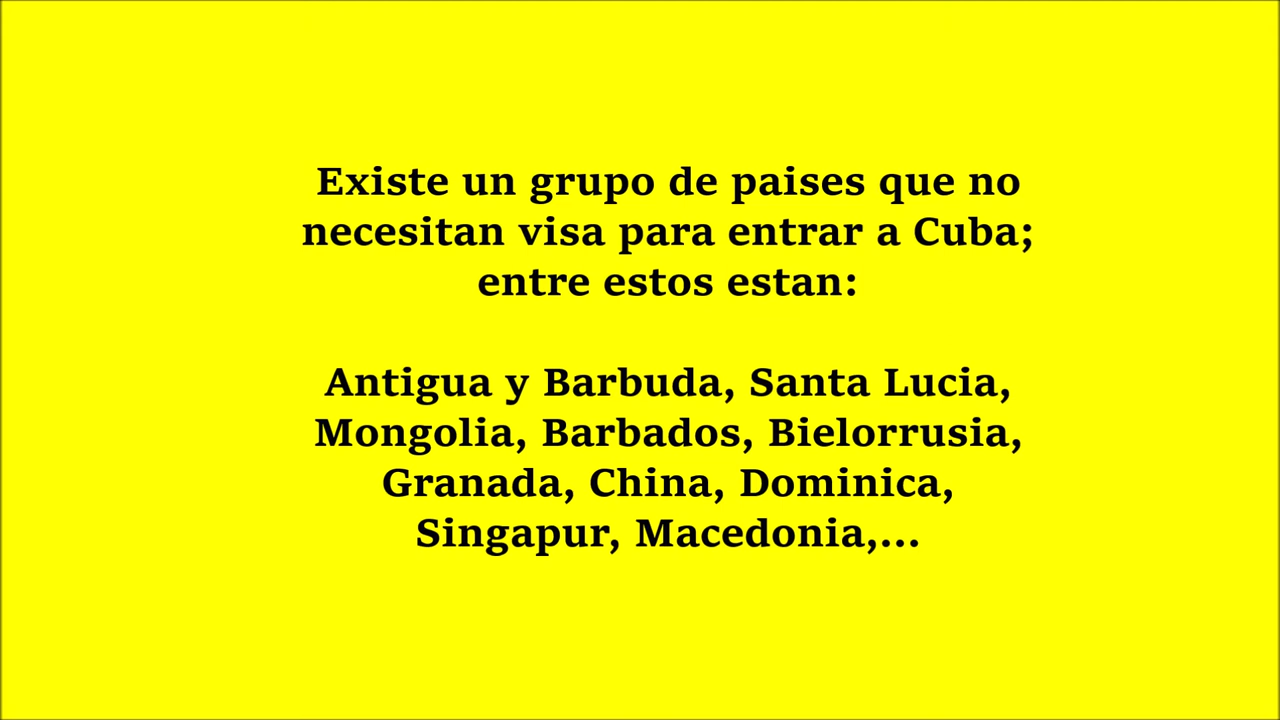 Existe un grupo de paises que no
necesitan visa para entrar a Cuba;
entre estos estan:
Antigua y Barbuda, Santa Lucia,
Mongolia, Barbados, Bielorrusia,
Granada, China, Dominica,
Singapur, Macedonia,...